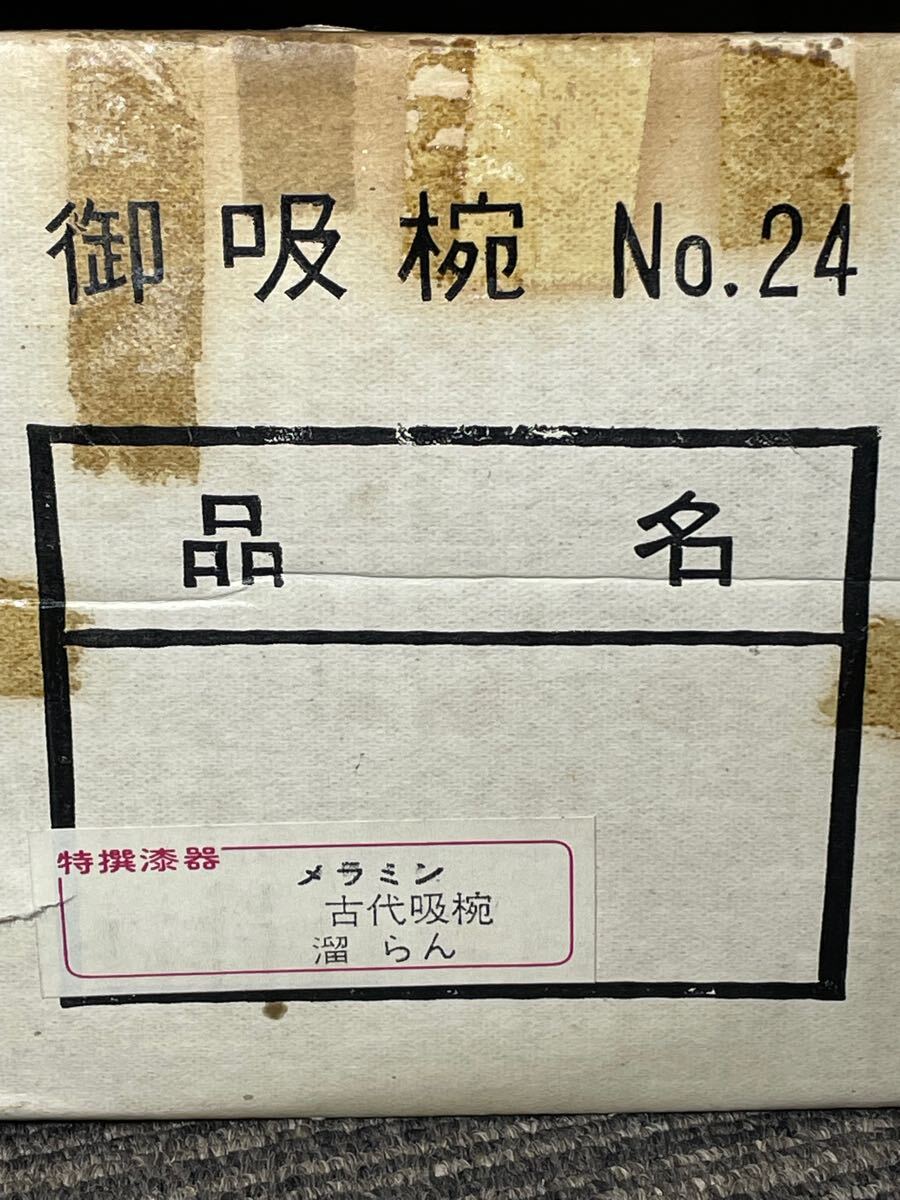 御吸椀 No.24
品名
特撰漆器
メラミン
古代吸椀
溜 らん